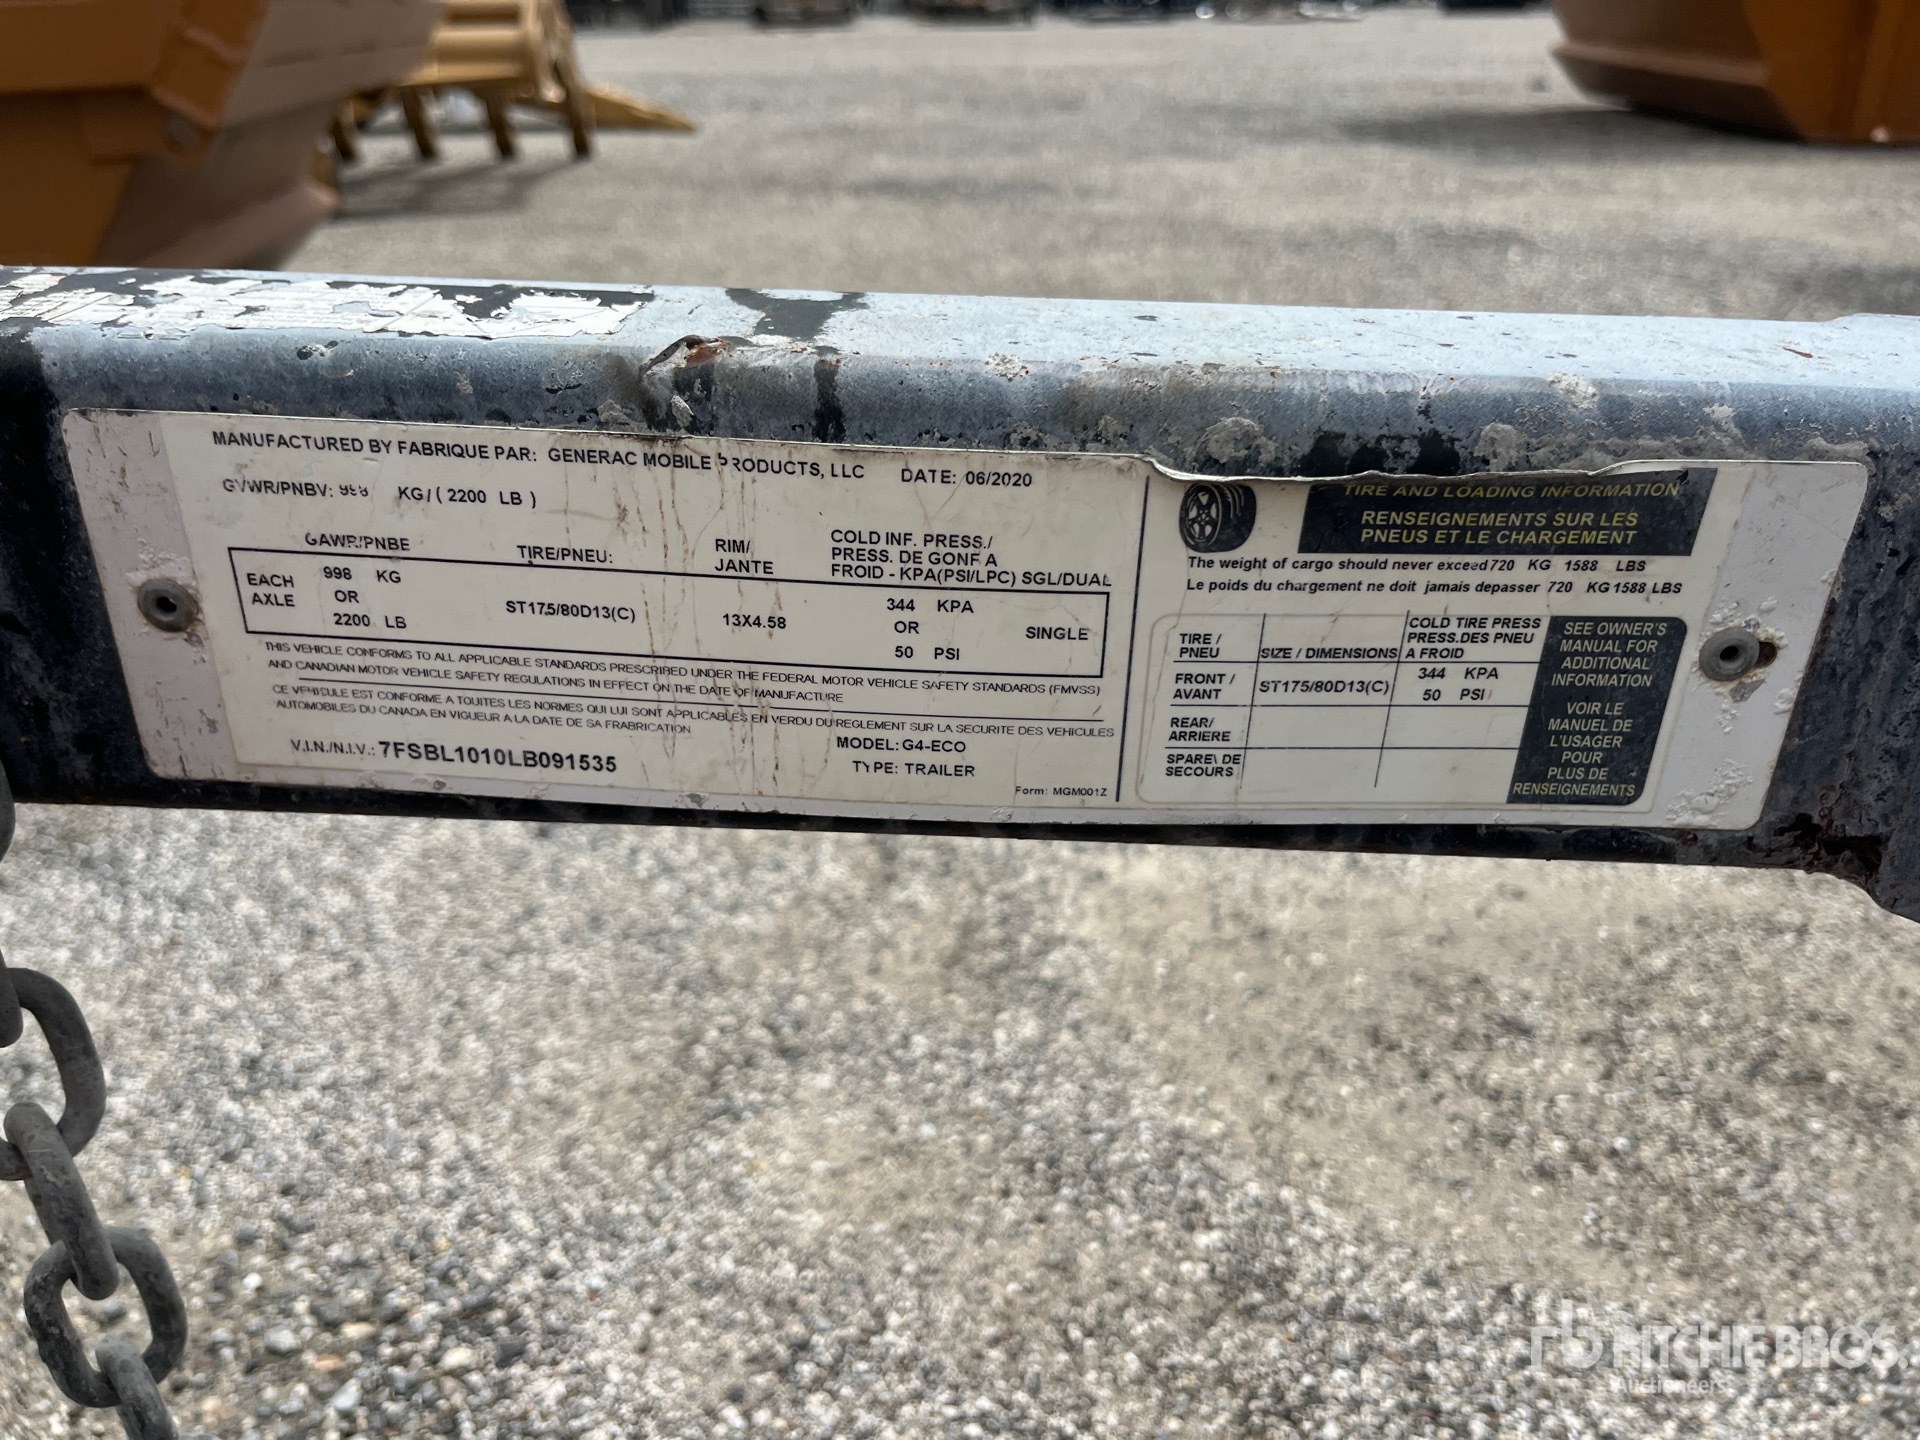 MANUFACTURED BY FABRIQUE PAR: GENERAC MOBILE PRODUCTS, LLC DATE: 06/2020
GVWR/PNBV: 998 KG/( 2200 LB )
GAWR/PNBE TIRE/PNEU: RIM/ JANTE COLD INF. PRESS./ PRESS. DE GONF A FROID - KPA(PSI/LPC) SGL/DUAL
EACH AXLE 998 KG OR 2200 LB ST175/80D13(C) 13X4.58 344 KPA OR 50 PSI SINGLE
THIS VEHICLE CONFORMS TO ALL APPLICABLE STANDARDS PRESCRIBED UNDER THE FEDERAL MOTOR VEHICLE SAFETY STANDARDS (FMVSS)
AND CANADIAN MOTOR VEHICLE SAFETY REGULATIONS IN EFFECT ON THE DATE OF MANUFACTURE
CE VEHISULE EST CONFORME A TOUITES LES NORMES QUI LUI SONT APPLICABLES EN VERDU DU REGLEMENT SUR LA SECURITE DES VEHICULES
AUTOMOBILES DU CANADA EN VIGUEUR A LA DATE DE SA FRABRICATION
V.I.N./N.I.V.: 7FSBL1010LB091535
MODEL: G4-ECO
TYPE: TRAILER
Form: MGM001Z
TIRE AND LOADING INFORMATION
RENSEIGNEMENTS SUR LES
PNEUS ET LE CHARGEMENT
The weight of cargo should never exceed 720 KG 1588 LBS
Le poids du chargement ne doit jamais depasser 720 KG 1588 LBS
TIRE / PNEU SIZE / DIMENSIONS COLD TIRE PRESS PRESS.DES PNEU A FROID
FRONT / AVANT ST175/80D13(C) 344 KPA 50 PSI
REAR/ ARRIERE
SPARE\ DE SECOURS
SEE OWNER'S
MANUAL FOR
ADDITIONAL
INFORMATION
VOIR LE
MANUEL DE
L'USAGER
POUR
PLUS DE
RENSEIGNEMENTS
rb RITCHIE BROS.
Auctioneers